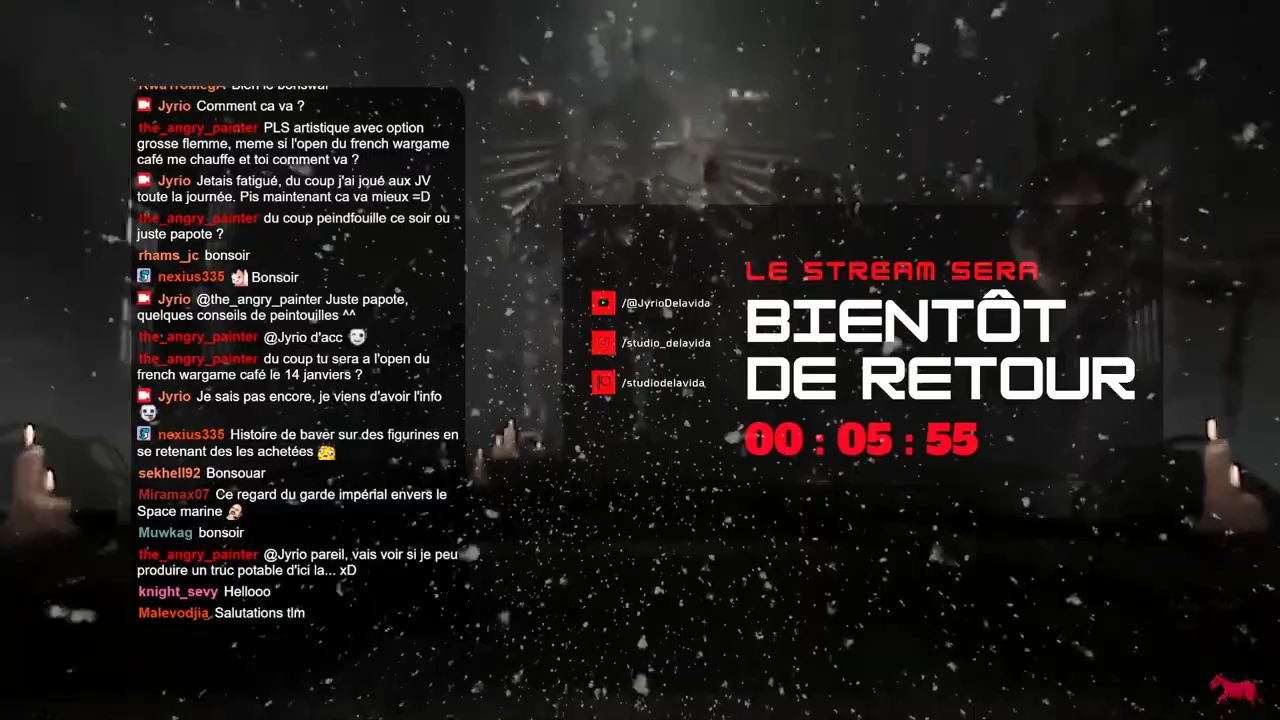 Bien le bonswar
Jyrio Comment ca va ?
the_angry_painter PLS artistique avec option
grosse flemme, meme si l'open du french wargame
café me chauffe et toi comment va ?
Jyrio Jetais fatigué, du coup j'ai joué aux JV
toute la journée. Pis maintenant ca va mieux =D
the_angry_painter du coup peindfouille ce soir ou
juste papote ?
rhams_jc bonsoir
nexius335 Bonsoir
Jyrio @the_angry_painter Juste papote,
quelques conseils de peintouilles ^^
the_angry_painter @Jyrio d'acc
the_angry_painter du coup tu sera a l'open du
french wargame café le 14 janviers ?
Jyrio Je sais pas encore, je viens d'avoir l'info
nexius335 Histoire de baver sur des figurines en
se retenant des les achetées
sekhell92 Bonsouar
Miramax07 Ce regard du garde impérial envers le
Space marine
Muwkag bonsoir
the_angry_painter @Jyrio pareil, vais voir si je peu
produire un truc potable d'ici la... xD
knight_sevy Hellooo
Malevodjia Salutations tlm
/@JyrioDelavida
/studio_delavida
/studiodelavida
LE STREAM SERA
BIENTÔT
DE RETOUR
00 : 05 : 55